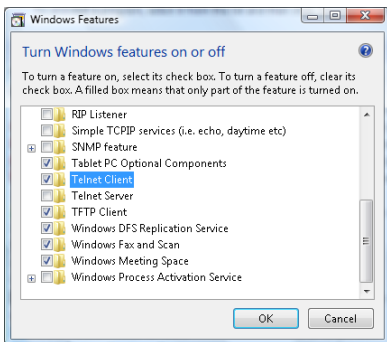 Windows Features
Turn Windows features on or off
To turn a feature on, select its check box. To turn a feature off, clear its
check box. A filled box means that only part of the feature is turned on.
RIP Listener
Simple TCPIP services (i.e. echo, daytime etc)
SNMP feature
Tablet PC Optional Components
Telnet Client
Telnet Server
TFTP Client
Windows DFS Replication Service
Windows Fax and Scan
Windows Meeting Space
Windows Process Activation Service
OK Cancel